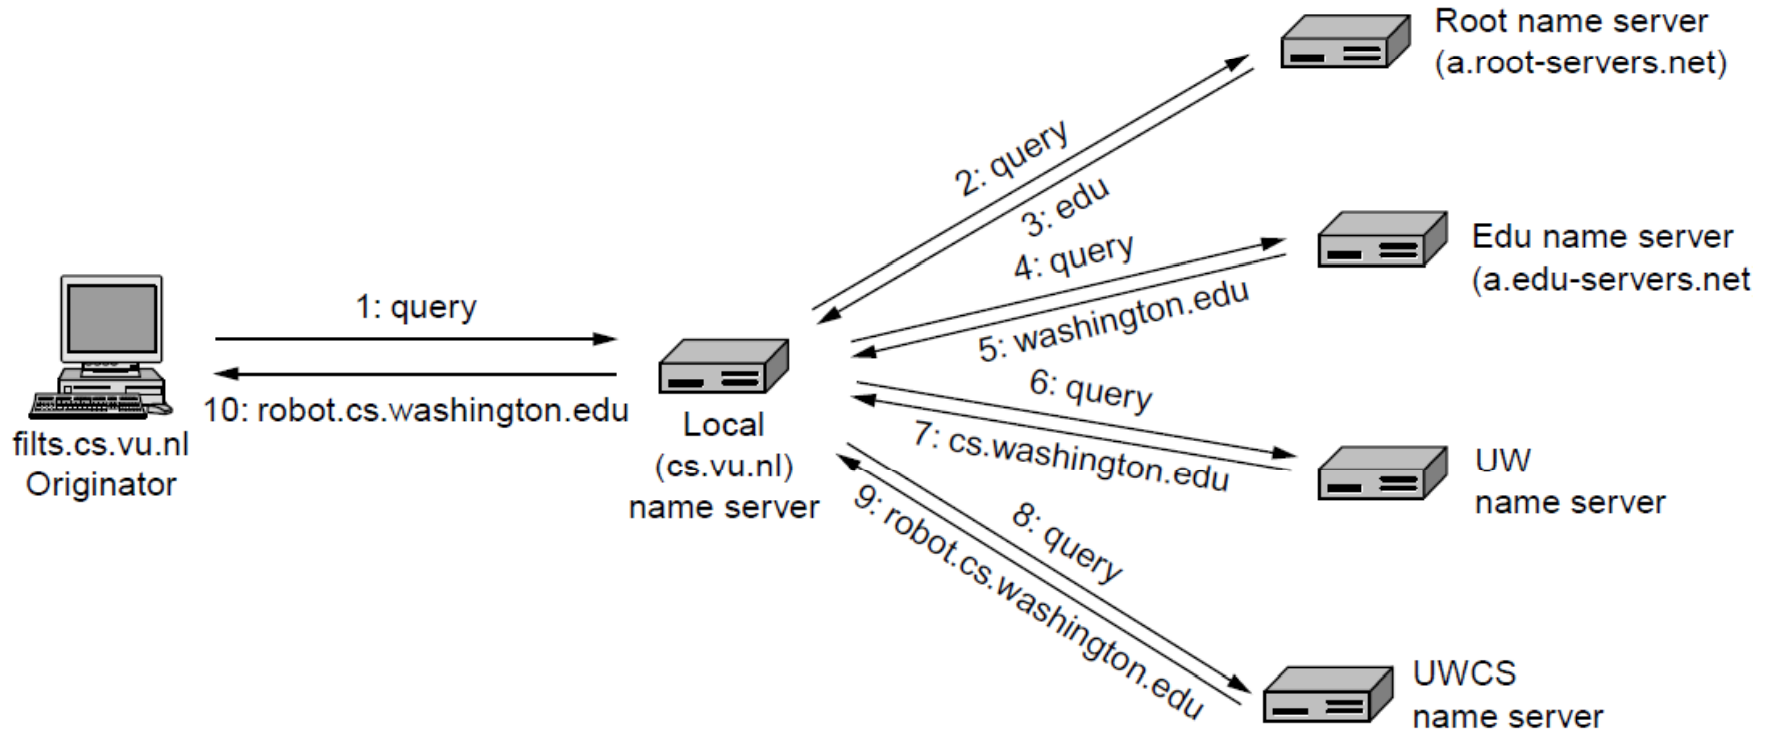 Root name server
(a.root-servers.net)
2: query
3: edu
4: query
Edu name server
(a.edu-servers.net
5: washington.edu
1: query
6: query
10: robot.cs.washington.edu
Local
(cs.vu.nl)
name server
7: cs.washington.edu
filts.cs.vu.nl
Originator
UW
name server
8: query
9: robot.cs.washington.edu
UWCS
name server